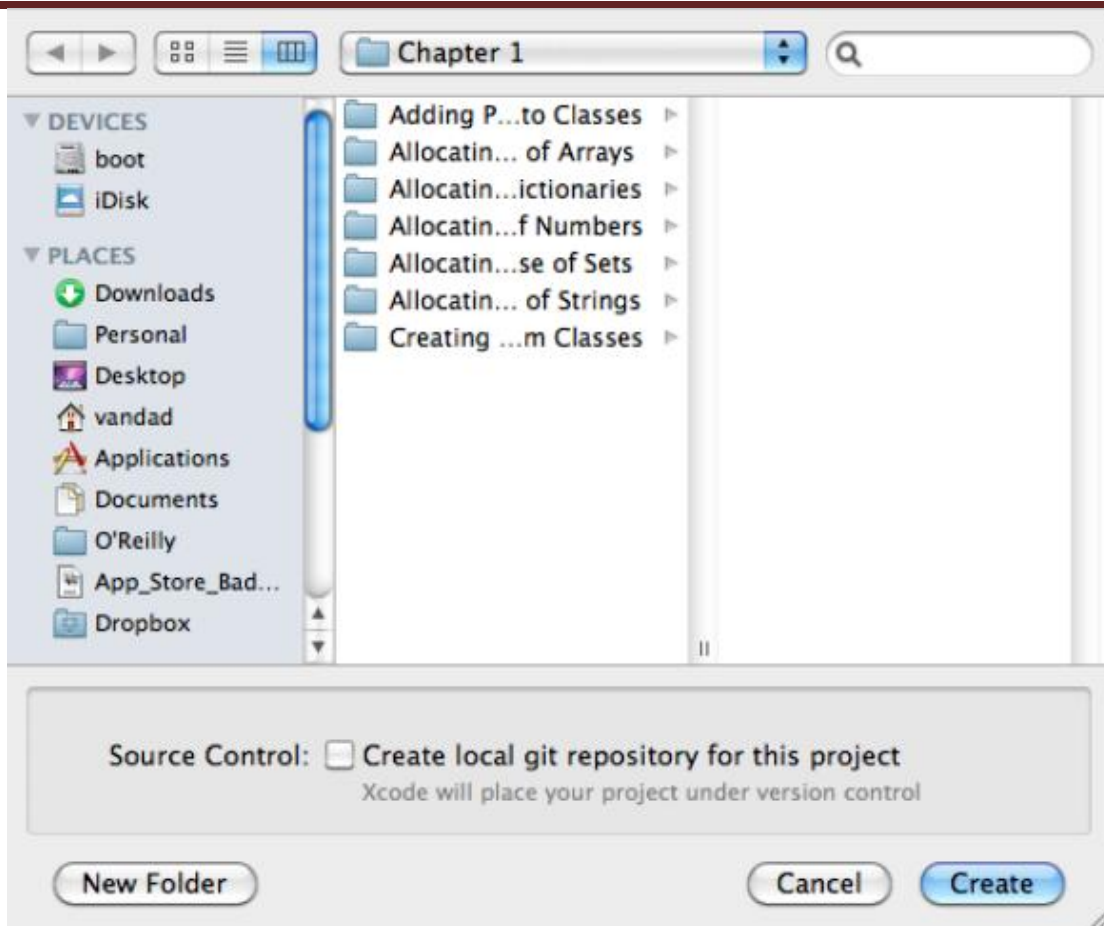 Chapter 1
DEVICES
boot
iDisk
PLACES
Downloads
Personal
Desktop
vandad
Applications
Documents
O'Reilly
App_Store_Bad...
Dropbox
Adding P...to Classes
Allocatin... of Arrays
Allocatin...ictionaries
Allocatin...f Numbers
Allocatin...se of Sets
Allocatin... of Strings
Creating ...m Classes
Source Control: Create local git repository for this project
Xcode will place your project under version control
New Folder Cancel Create